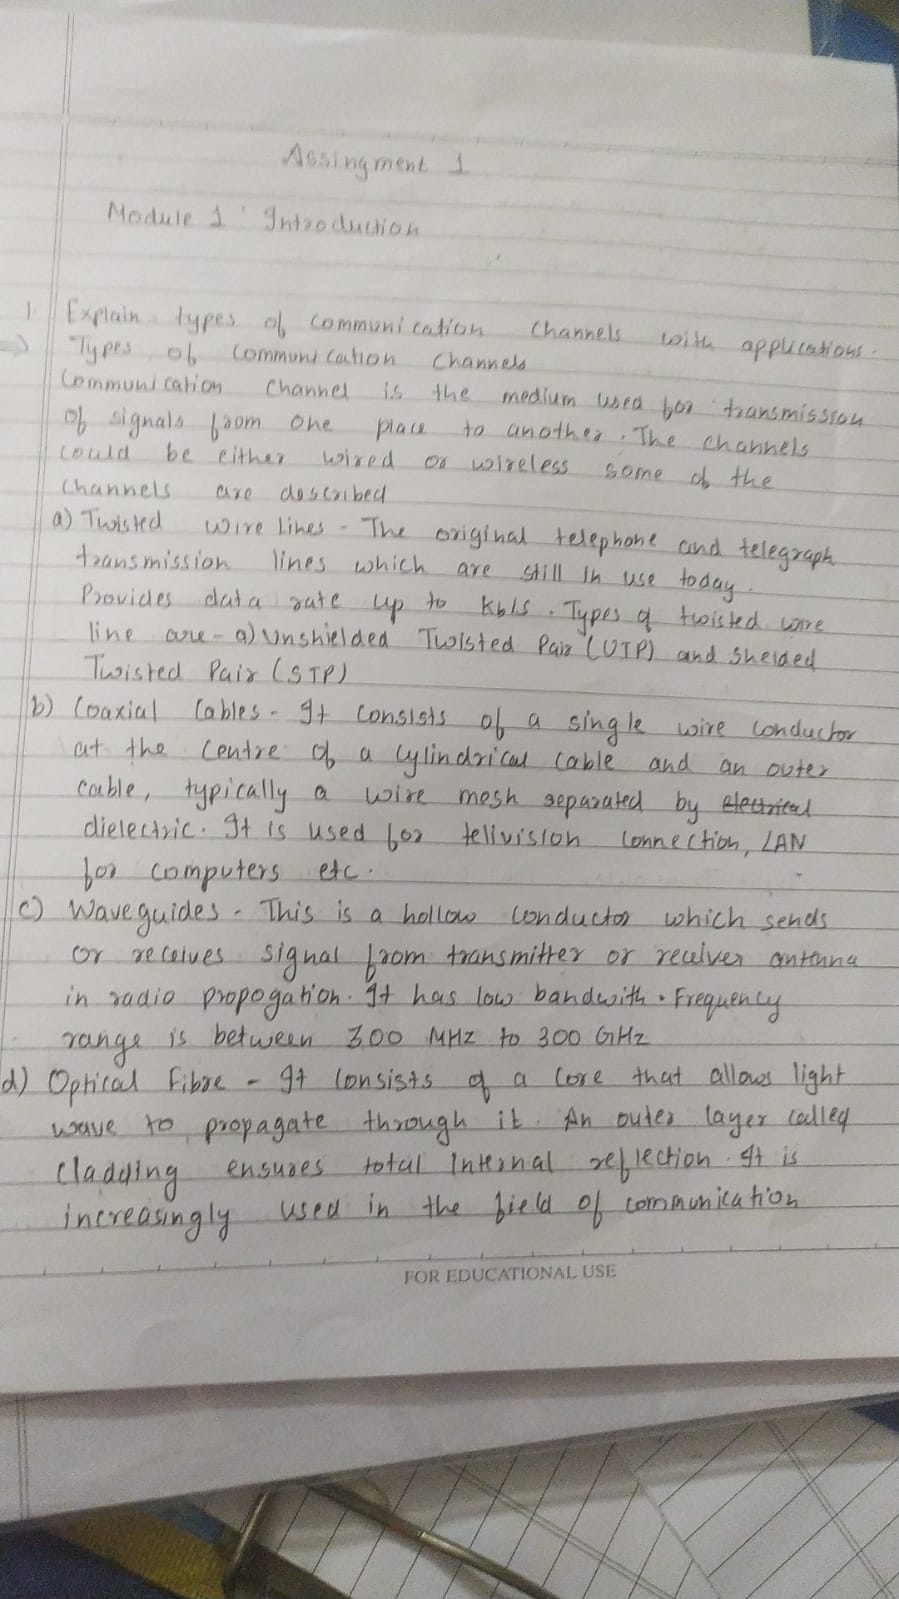 Assingment 1
Module 1 : Introduction
1. Explain types of communication channels with applications.
→ Types of communication channels
Communication channel is the medium used for transmission
of signals from one place to another. The channels
could be either wired or wireless some of the
channels are described
a) Twisted wire lines - The original telephone and telegraph
transmission lines which are still in use today.
Provides data rate up to Kb/s. Types of twisted wire
line are - a) Unshielded Twisted Pair (UTP) and Sheided
Twisted Pair (STP)
b) Coaxial Cables - It consists of a single wire conductor
at the centre of a cylindrical cable and an outer
cable, typically a wire mesh separated by electrical
dielectric. It is used for telivision connection, LAN
for computers etc.
c) Waveguides - This is a hollow conductor which sends
or receives signal from transmitter or reciver antenna
in radio propogation. It has low bandwith. Frequency
range is between 300 MHz to 300 GHz
d) Optical Fibre - It consists of a core that allows light
wave to propagate through it. An outer layer called
cladding ensures total internal reflection. It is
increasingly used in the field of communication
FOR EDUCATIONAL USE